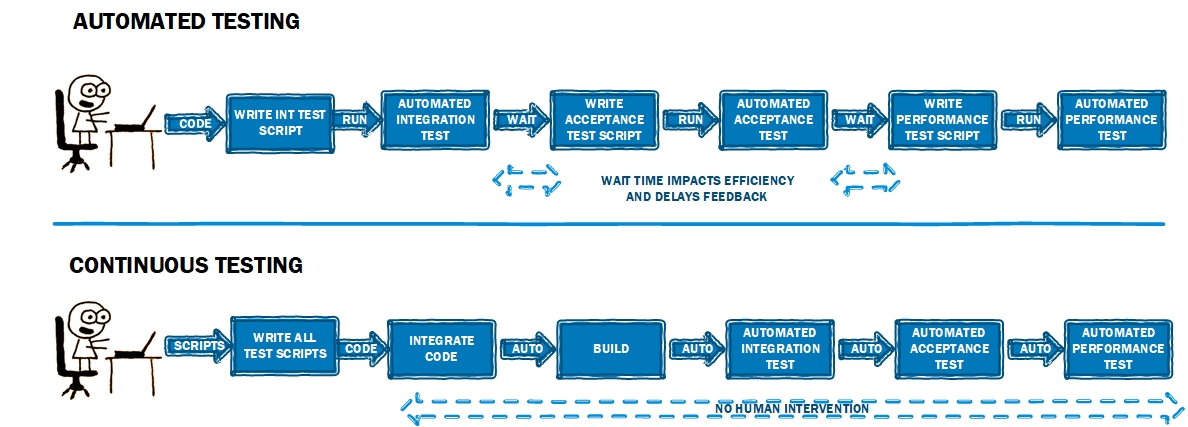 AUTOMATED TESTING
CODE
WRITE INT TEST
SCRIPT
RUN
AUTOMATED
INTEGRATION
TEST
WAIT
WRITE
ACCEPTANCE
TEST SCRIPT
RUN
AUTOMATED
ACCEPTANCE
TEST
WAIT
WRITE
PERFORMANCE
TEST SCRIPT
RUN
AUTOMATED
PERFORMANCE
TEST
WAIT TIME IMPACTS EFFICIENCY
AND DELAYS FEEDBACK
CONTINUOUS TESTING
SCRIPTS
WRITE ALL
TEST SCRIPTS
CODE
INTEGRATE
CODE
AUTO
BUILD
AUTO
AUTOMATED
INTEGRATION
TEST
AUTO
AUTOMATED
ACCEPTANCE
TEST
AUTO
AUTOMATED
PERFORMANCE
TEST
NO HUMAN INTERVENTION